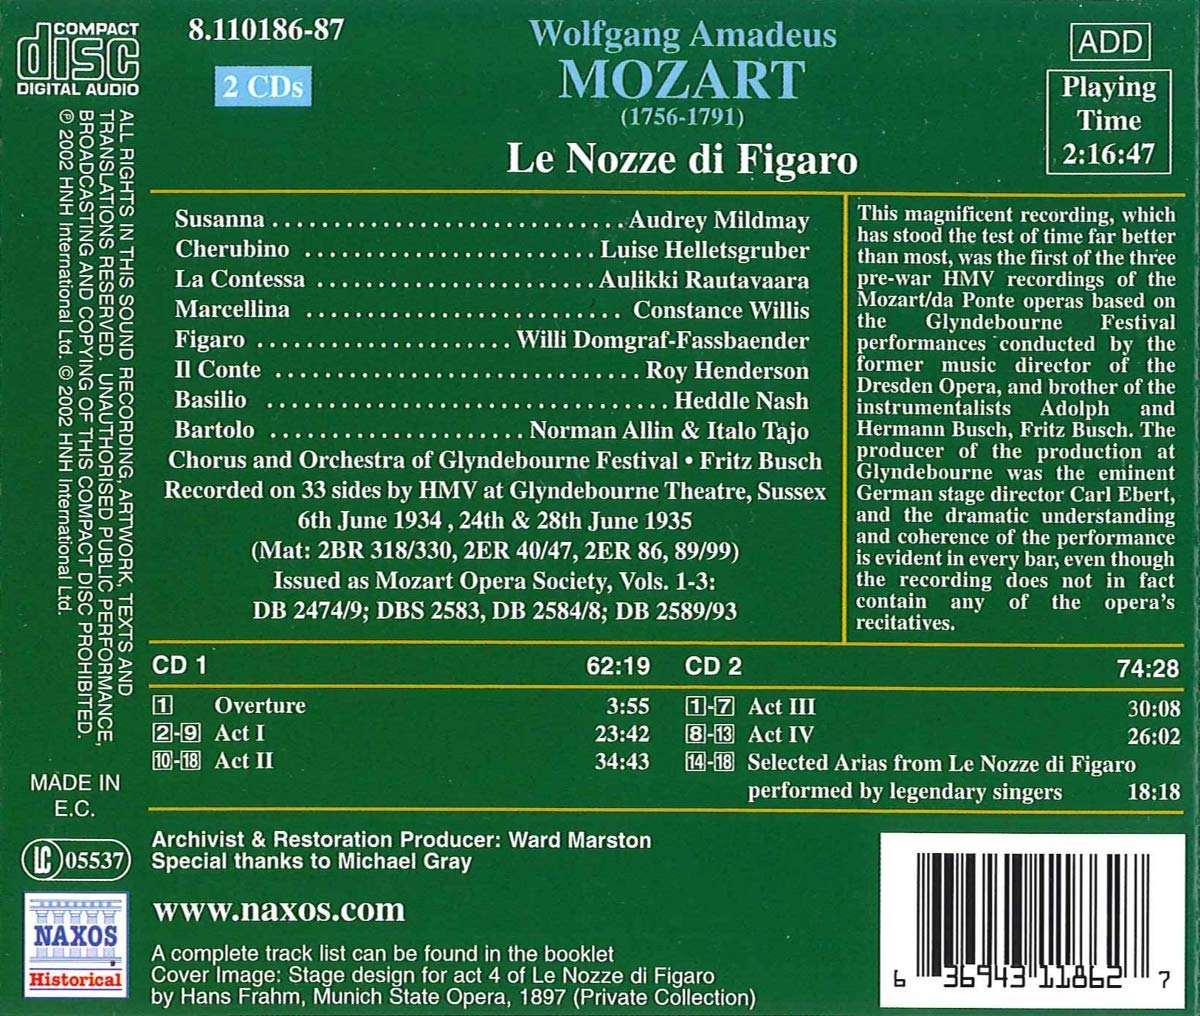 COMPACT
disc
DIGITAL AUDIO
8.110186-87
2 CDs
Wolfgang Amadeus
MOZART
(1756-1791)
Le Nozze di Figaro
ADD
Playing
Time
2:16:47
ALL RIGHTS IN THIS SOUND RECORDING, ARTWORK, TEXTS AND
TRANSLATIONS RESERVED. UNAUTHORISED PUBLIC PERFORMANCE,
BROADCASTING AND COPYING OF THIS COMPACT DISC PROHIBITED.
℗ 2002 HNH International Ltd. © 2002 HNH International Ltd.
Susanna ............................. Audrey Mildmay
Cherubino ........................ Luise Helletsgruber
La Contessa ....................... Aulikki Rautavaara
Marcellina .......................... Constance Willis
Figaro ..................... Willi Domgraf-Fassbaender
Il Conte .............................. Roy Henderson
Basilio ................................. Heddle Nash
Bartolo ..................... Norman Allin & Italo Tajo
Chorus and Orchestra of Glyndebourne Festival • Fritz Busch
Recorded on 33 sides by HMV at Glyndebourne Theatre, Sussex
6th June 1934 , 24th & 28th June 1935
(Mat: 2BR 318/330, 2ER 40/47, 2ER 86, 89/99)
Issued as Mozart Opera Society, Vols. 1-3:
DB 2474/9; DBS 2583, DB 2584/8; DB 2589/93
This magnificent recording, which
has stood the test of time far better
than most, was the first of the three
pre-war HMV recordings of the
Mozart/da Ponte operas based on
the Glyndebourne Festival
performances conducted by the
former music director of the
Dresden Opera, and brother of the
instrumentalists Adolph and
Hermann Busch, Fritz Busch. The
producer of the production at
Glyndebourne was the eminent
German stage director Carl Ebert,
and the dramatic understanding
and coherence of the performance
is evident in every bar, even though
the recording does not in fact
contain any of the opera's
recitatives.
CD 1 62:19
1 Overture 3:55
2-9 Act I 23:42
10-18 Act II 34:43
CD 2 74:28
1-7 Act III 30:08
8-13 Act IV 26:02
14-18 Selected Arias from Le Nozze di Figaro
performed by legendary singers 18:18
MADE IN
E.C.
LC 05537
NAXOS
Historical
Archivist & Restoration Producer: Ward Marston
Special thanks to Michael Gray
www.naxos.com
A complete track list can be found in the booklet
Cover Image: Stage design for act 4 of Le Nozze di Figaro
by Hans Frahm, Munich State Opera, 1897 (Private Collection)
6 36943 11862 7